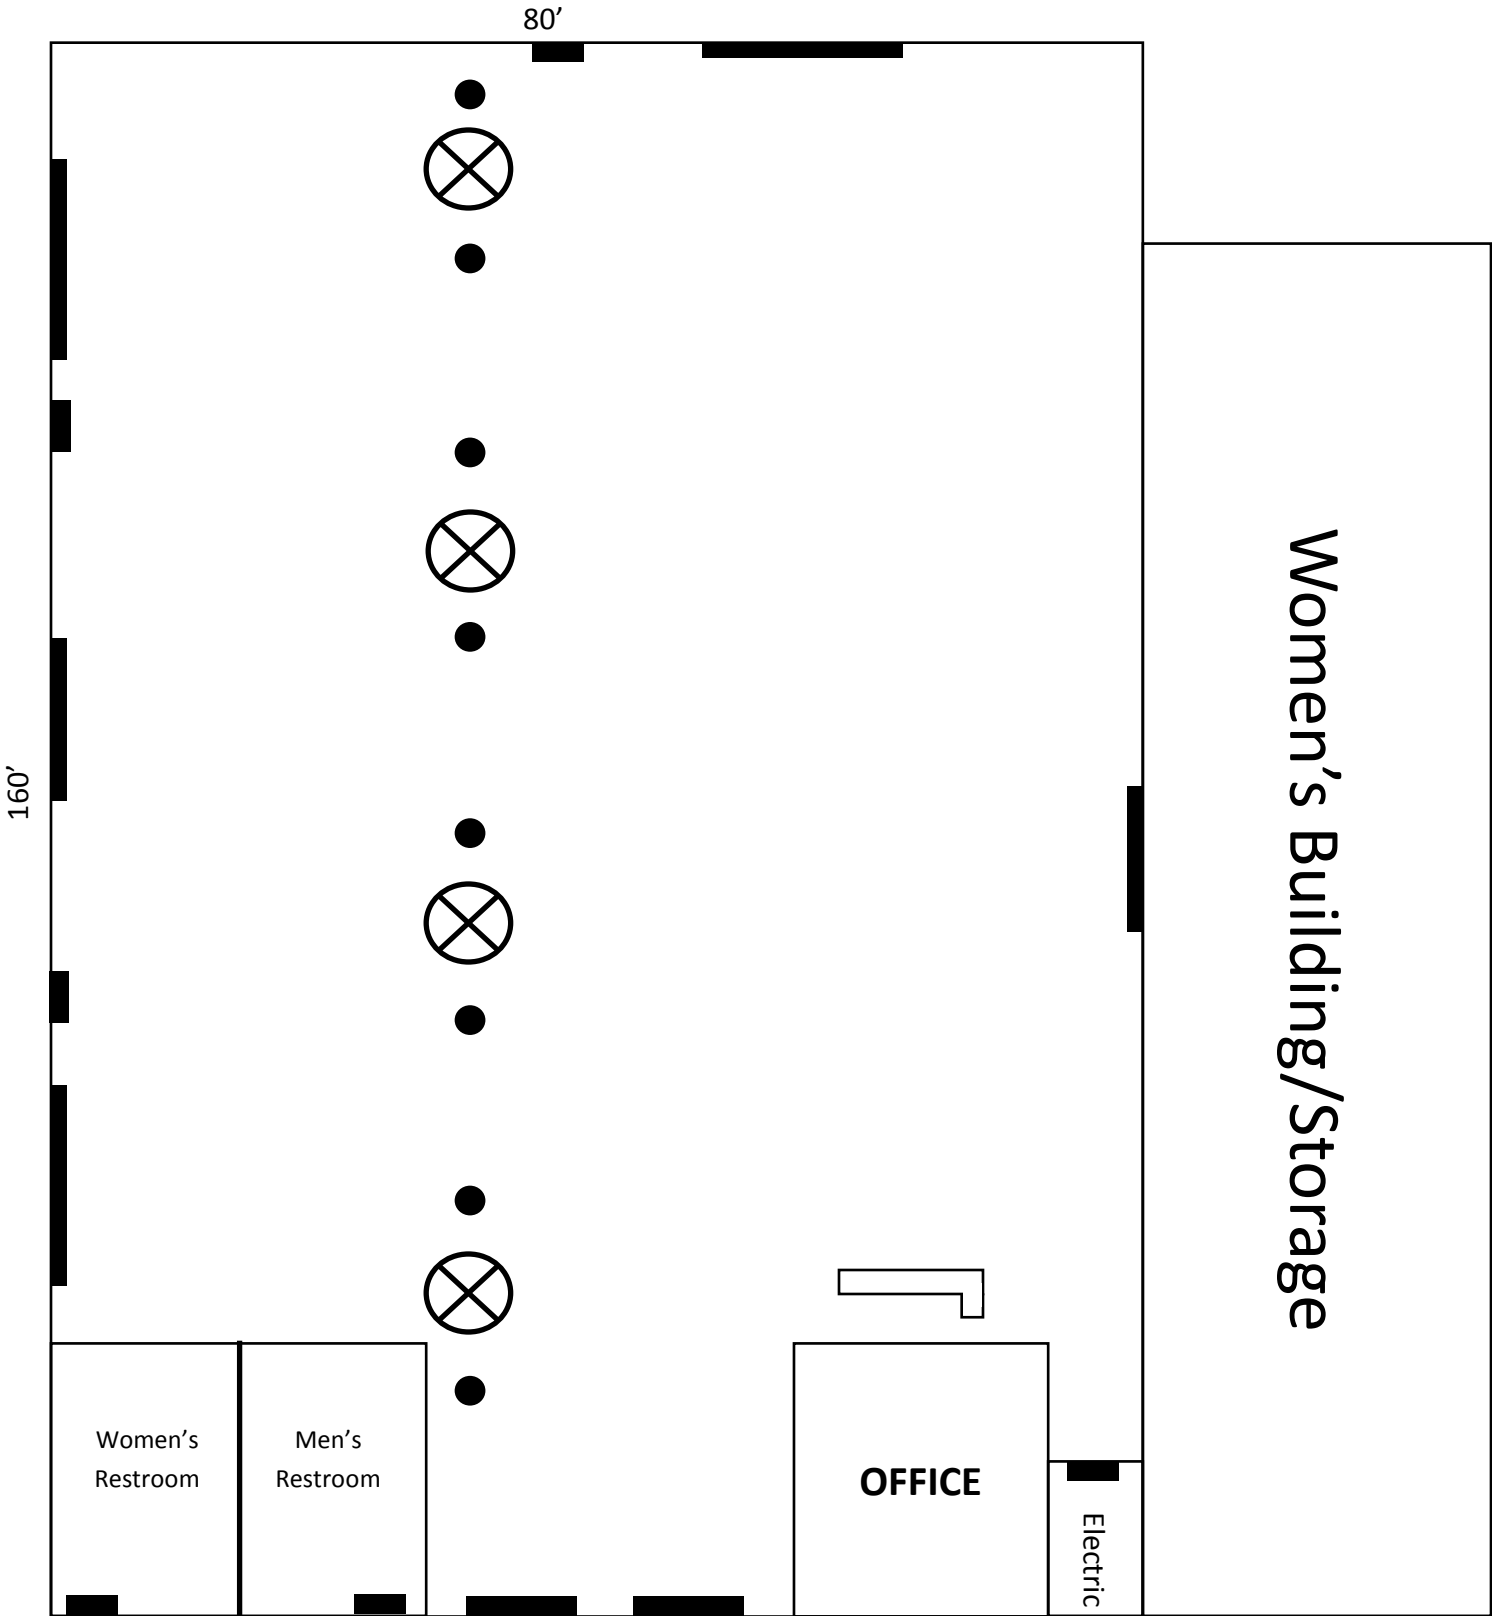 80’
160’
Women’s Building/Storage
Women’s
Restroom
Men’s
Restroom
OFFICE
Electric